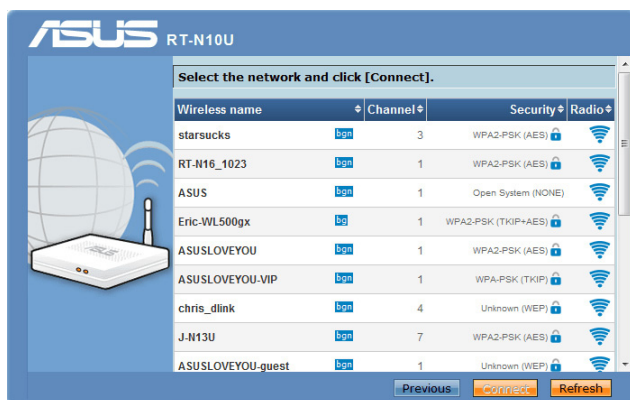 ASUS RT-N10U
Select the network and click [Connect].
Wireless name Channel Security Radio
starsucks bgn 3 WPA2-PSK (AES)
RT-N16_1023 bgn 1 WPA2-PSK (AES)
ASUS bgn 1 Open System (NONE)
Eric-WL500gx bg 1 WPA2-PSK (TKIP+AES)
ASUSLOVEYOU bgn 1 WPA2-PSK (AES)
ASUSLOVEYOU-VIP bgn 1 WPA-PSK (TKIP)
chris_dlink bgn 4 Unknown (WEP)
J-N13U bgn 7 WPA2-PSK (AES)
ASUSLOVEYOU-guest bgn 1 Unknown (WEP)
ASUS
Previous Connect Refresh